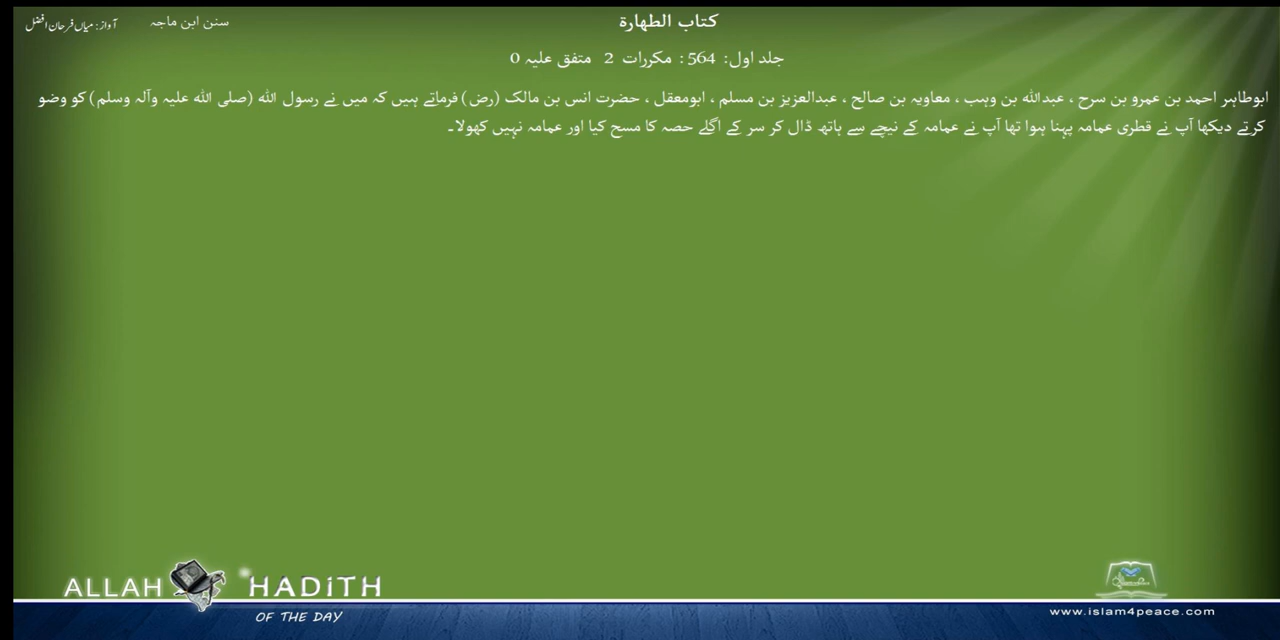 کتاب الطہارۃ
سنن ابن ماجہ
آواز: میاں فرحان افضل
جلد اول: 564 : مکررات 2 متفق علیہ 0
ابوطاہر احمد بن عمرو بن سرح ، عبداللہ بن وہب ، معاویہ بن صالح ، عبدالعزیز بن مسلم ، ابومعقل ، حضرت انس بن مالک (رض) فرماتے ہیں کہ میں نے رسول اللہ (صلی اللہ علیہ وآلہ وسلم) کو وضو
کرتے دیکھا آپ نے قطری عمامہ پہنا ہوا تھا آپ نے عمامہ کے نیچے سے ہاتھ ڈال کر سر کے اگلے حصہ کا مسح کیا اور عمامہ نہیں کھولا۔
ALLAH HADITH
OF THE DAY
www.islam4peace.com